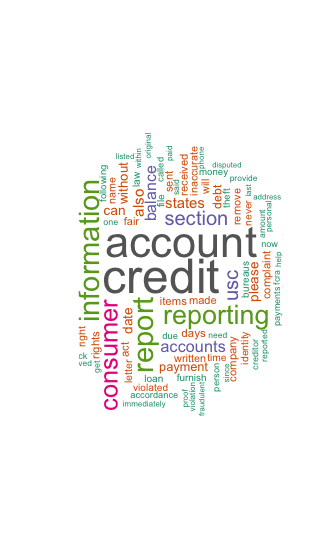 original
within
listed
law
called
paid
phone
following
name
without
also
balance
file
said
sent
received
inaccurate
money
disputed
provide
can
one
fair
states
will
debt
theft
remove
never
last
address
section
personal
amount
account
now
information
credit
usc
bureaus
please
complaint
help
fcra
payments
items
made
consumer
report
reporting
date
right
rights
act
due
days
need
accounts
company
identity
creditor
reported
ck
ved
get
letter
written
time
payment
loan
furnish
person
since
violated
accordance
immediately
proof
violation
fraudulent